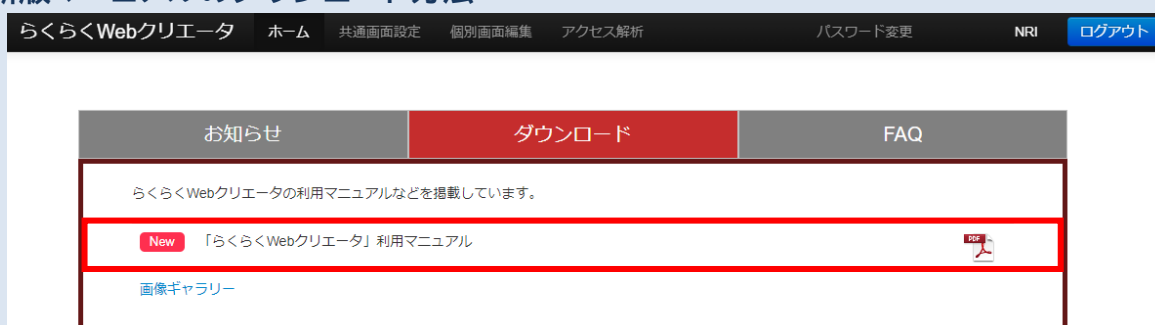 らくらくWebクリエータ ホーム 共通画面設定 個別画面編集 アクセス解析 パスワード変更 NRI ログアウト
お知らせ ダウンロード FAQ
らくらくWebクリエータの利用マニュアルなどを掲載しています。
New 「らくらくWebクリエータ」利用マニュアル PDF
画像ギャラリー